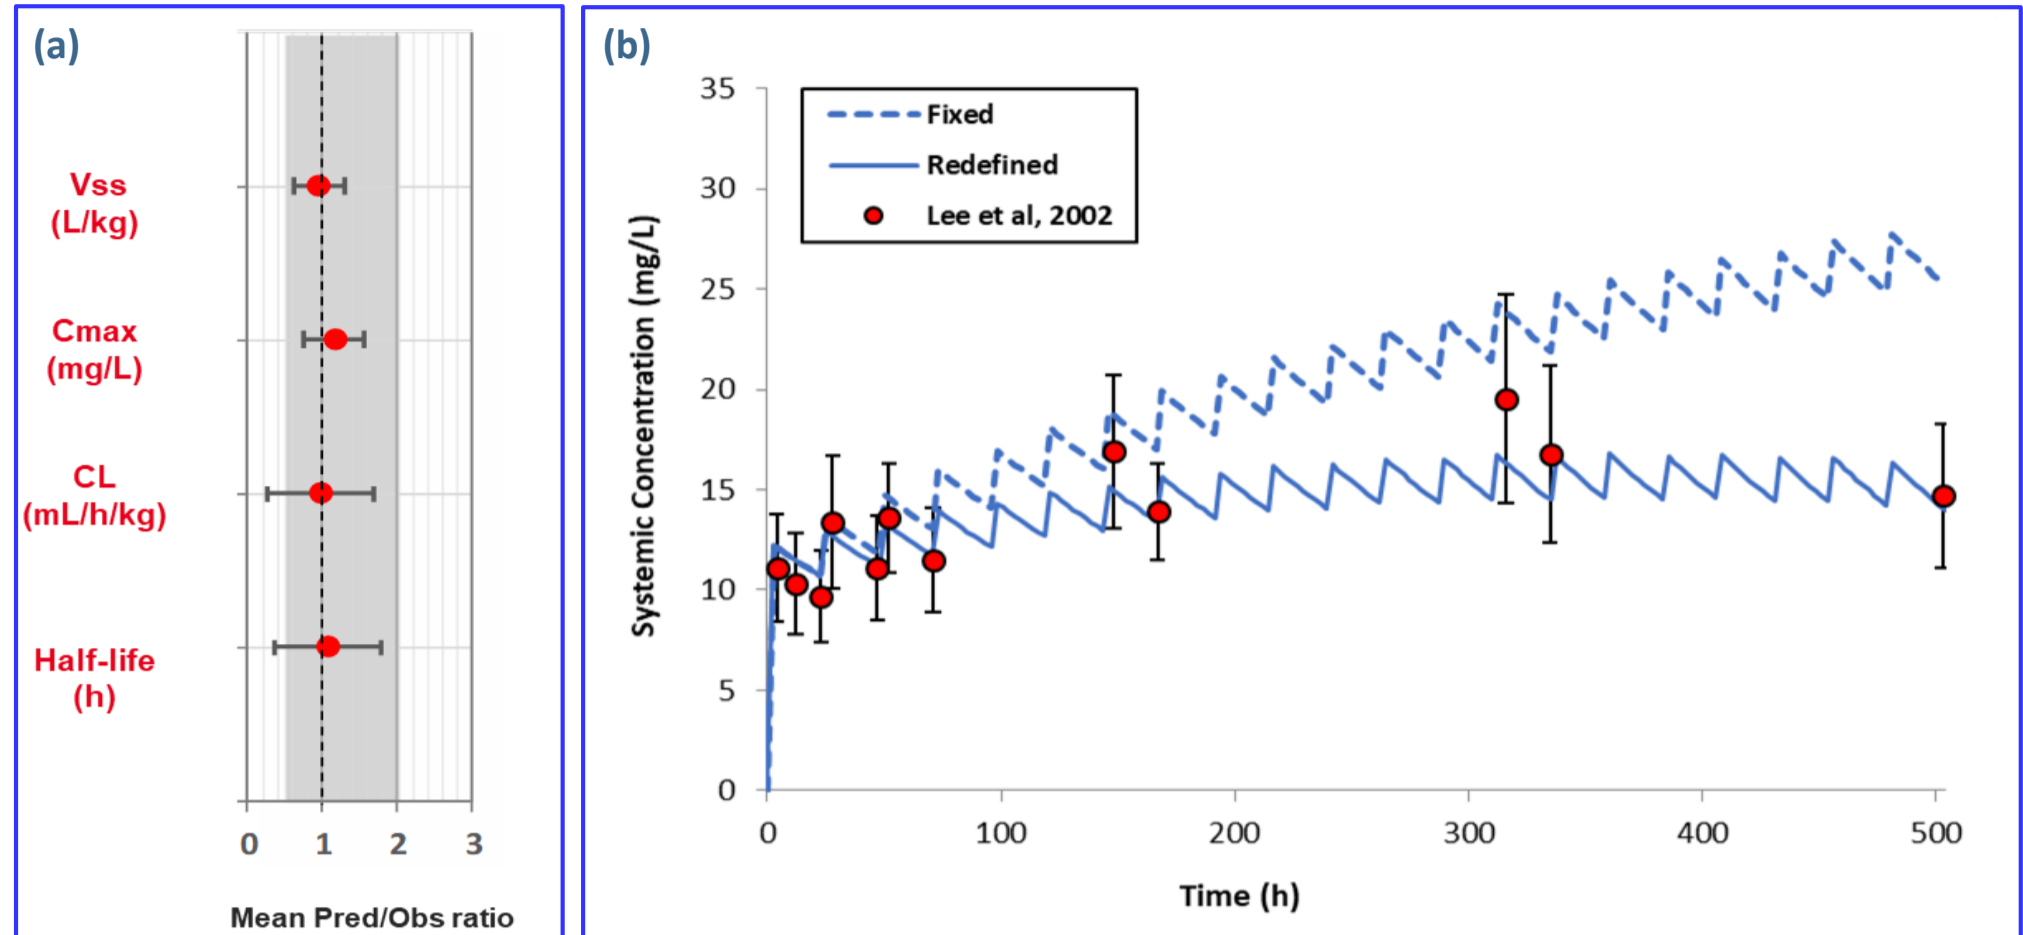 (a)
Vss
(L/kg)
Cmax
(mg/L)
CL
(mL/h/kg)
Half-life
(h)
0 1 2 3
Mean Pred/Obs ratio
(b)
Systemic Concentration (mg/L)
35
30
25
20
15
10
5
0
Fixed
Redefined
Lee et al, 2002
0 100 200 300 400 500
Time (h)